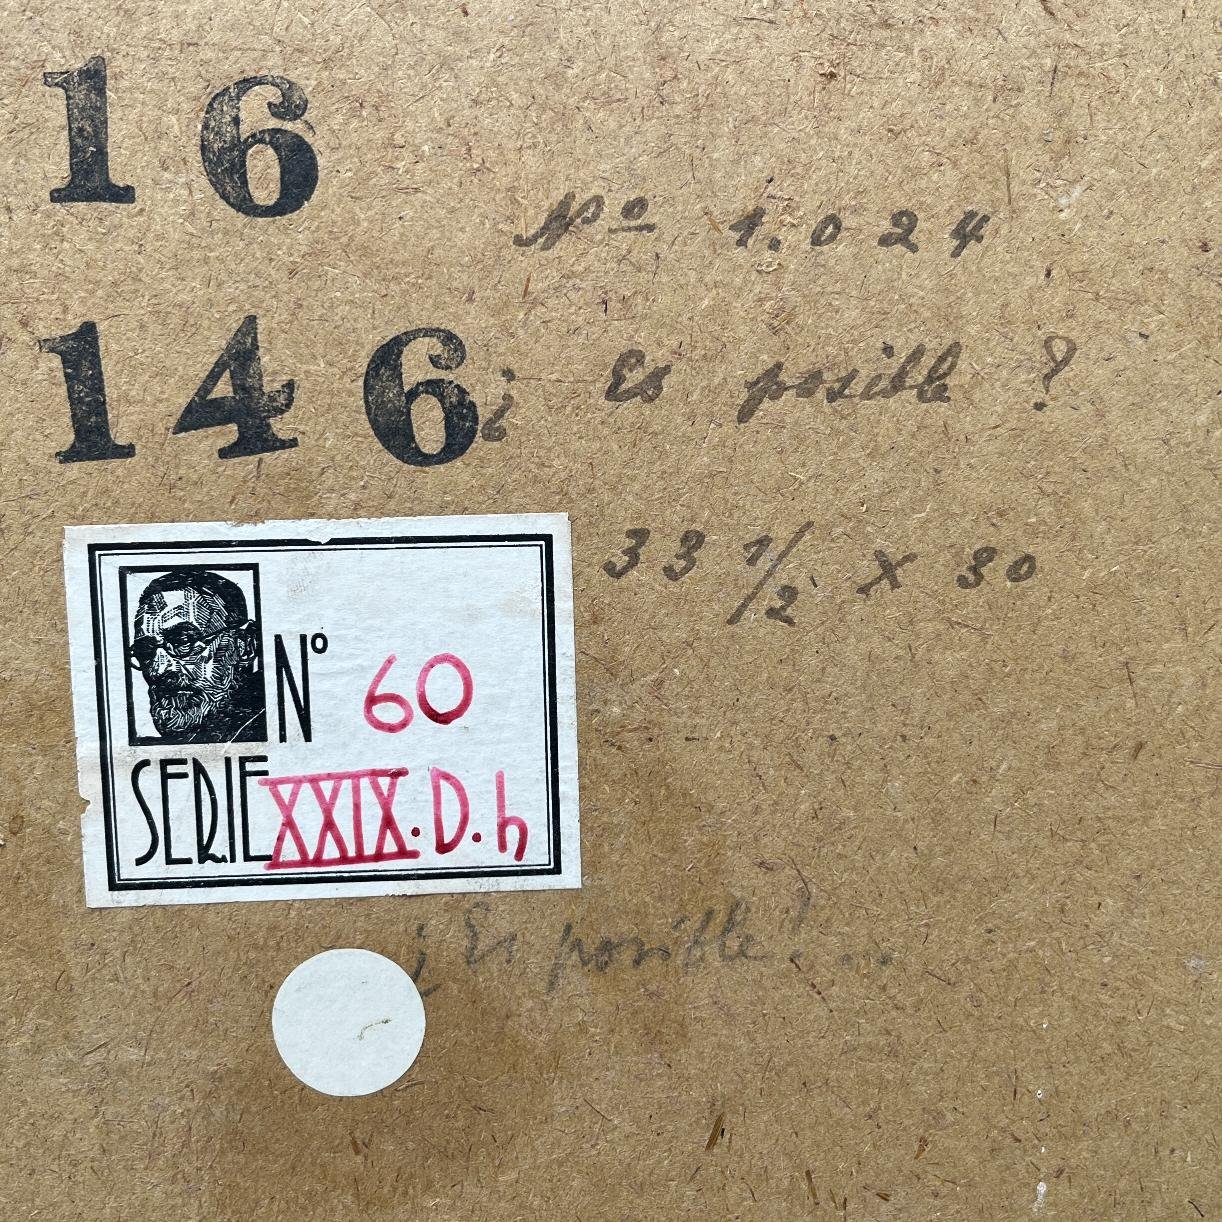 16
Nº 1.024
146
¿ Es posible ?
33 1/2 X 30
Nº 60
SERIE XXIX.D.h
¿Es posible?...